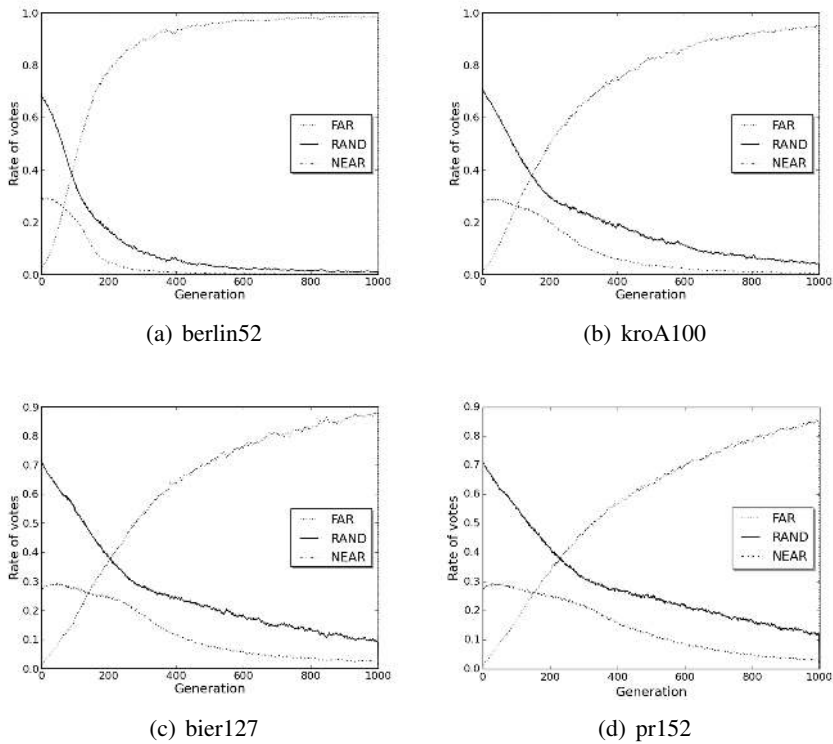 1.0
0.8
0.6
0.4
0.2
0.0
Rate of votes
FAR
RAND
NEAR
0 200 400 600 800 1000
Generation
(a) berlin52
1.0
0.8
0.6
0.4
0.2
0.0
Rate of votes
FAR
RAND
NEAR
0 200 400 600 800 1000
Generation
(b) kroA100
0.9
0.8
0.7
0.6
0.5
0.4
0.3
0.2
0.1
0.0
Rate of votes
FAR
RAND
NEAR
0 200 400 600 800 1000
Generation
(c) bier127
0.9
0.8
0.7
0.6
0.5
0.4
0.3
0.2
0.1
0.0
Rate of votes
FAR
RAND
NEAR
0 200 400 600 800 1000
Generation
(d) pr152